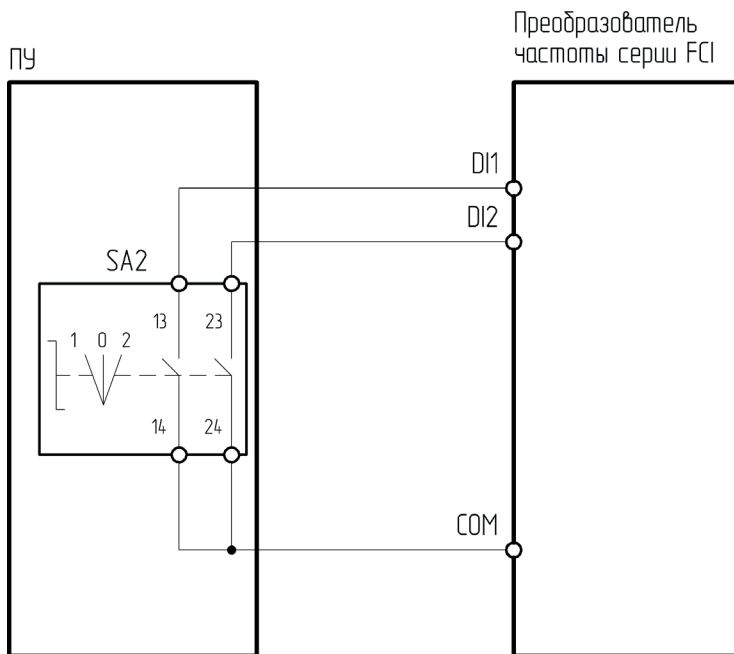 Преобразователь
частоты серии FCI
ПУ
DI1
DI2
SA2
13 23
1 0 2
14 24
COM